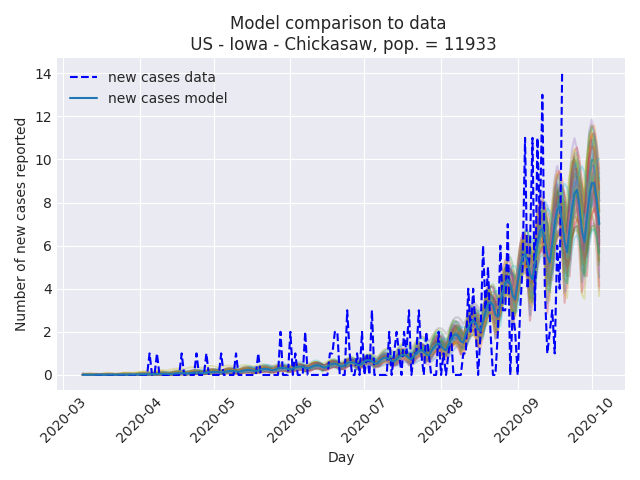 Model comparison to data
US - Iowa - Chickasaw, pop. = 11933
new cases data
new cases model
Number of new cases reported
14
12
10
8
6
4
2
0
2020-03
2020-04
2020-05
2020-06
2020-07
2020-08
2020-09
2020-10
Day